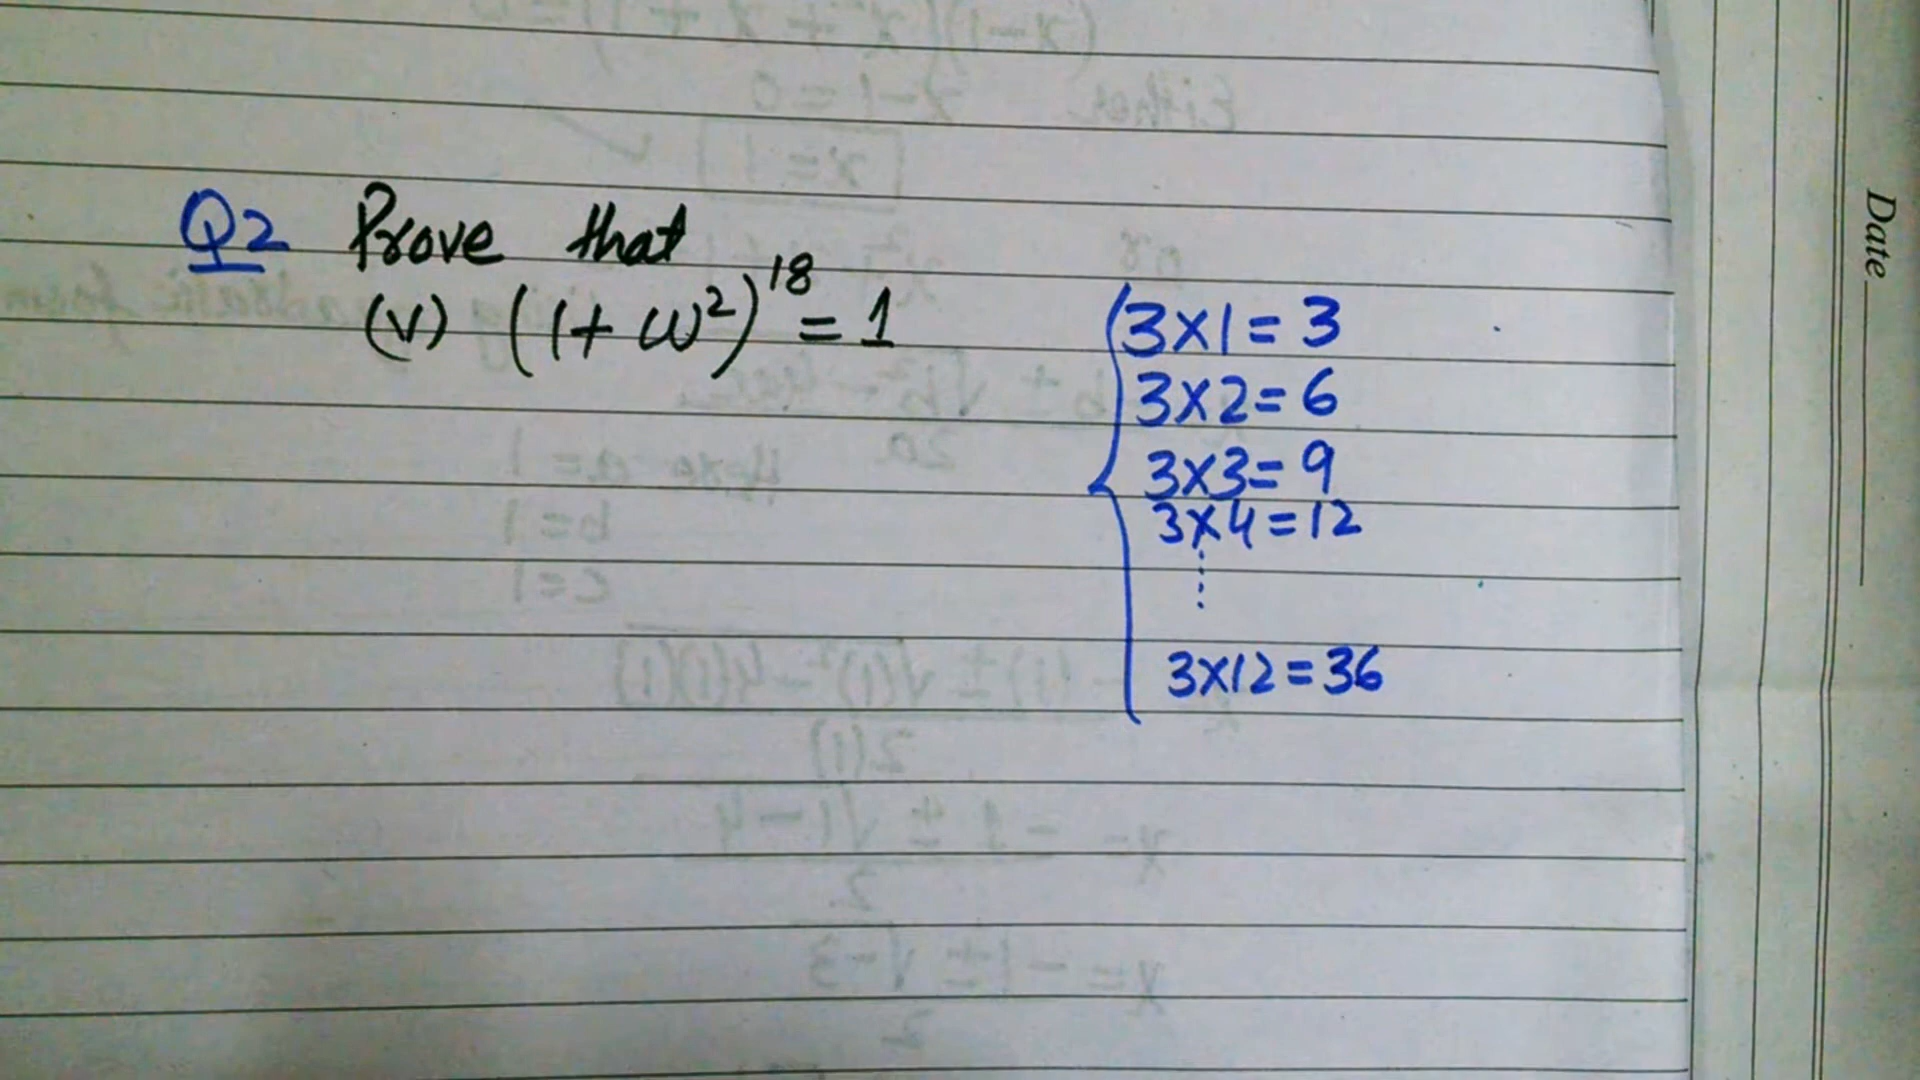 Q2 Prove that
(v) (1+ω²)¹⁸ = 1
3×1=3
3×2=6
3×3=9
3×4=12
3×12=36
Date